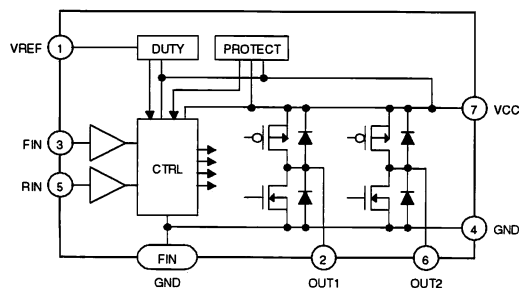 VREF 1 DUTY PROTECT
7 VCC
FIN 3
CTRL
RIN 5
4 GND
FIN 2 6
GND OUT1 OUT2